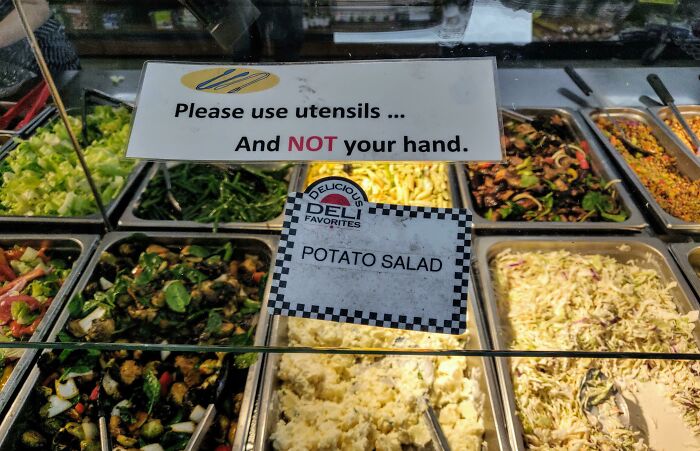 Please use utensils ...
And NOT your hand.
DELICIOUS
DELI
FAVORITES
POTATO SALAD